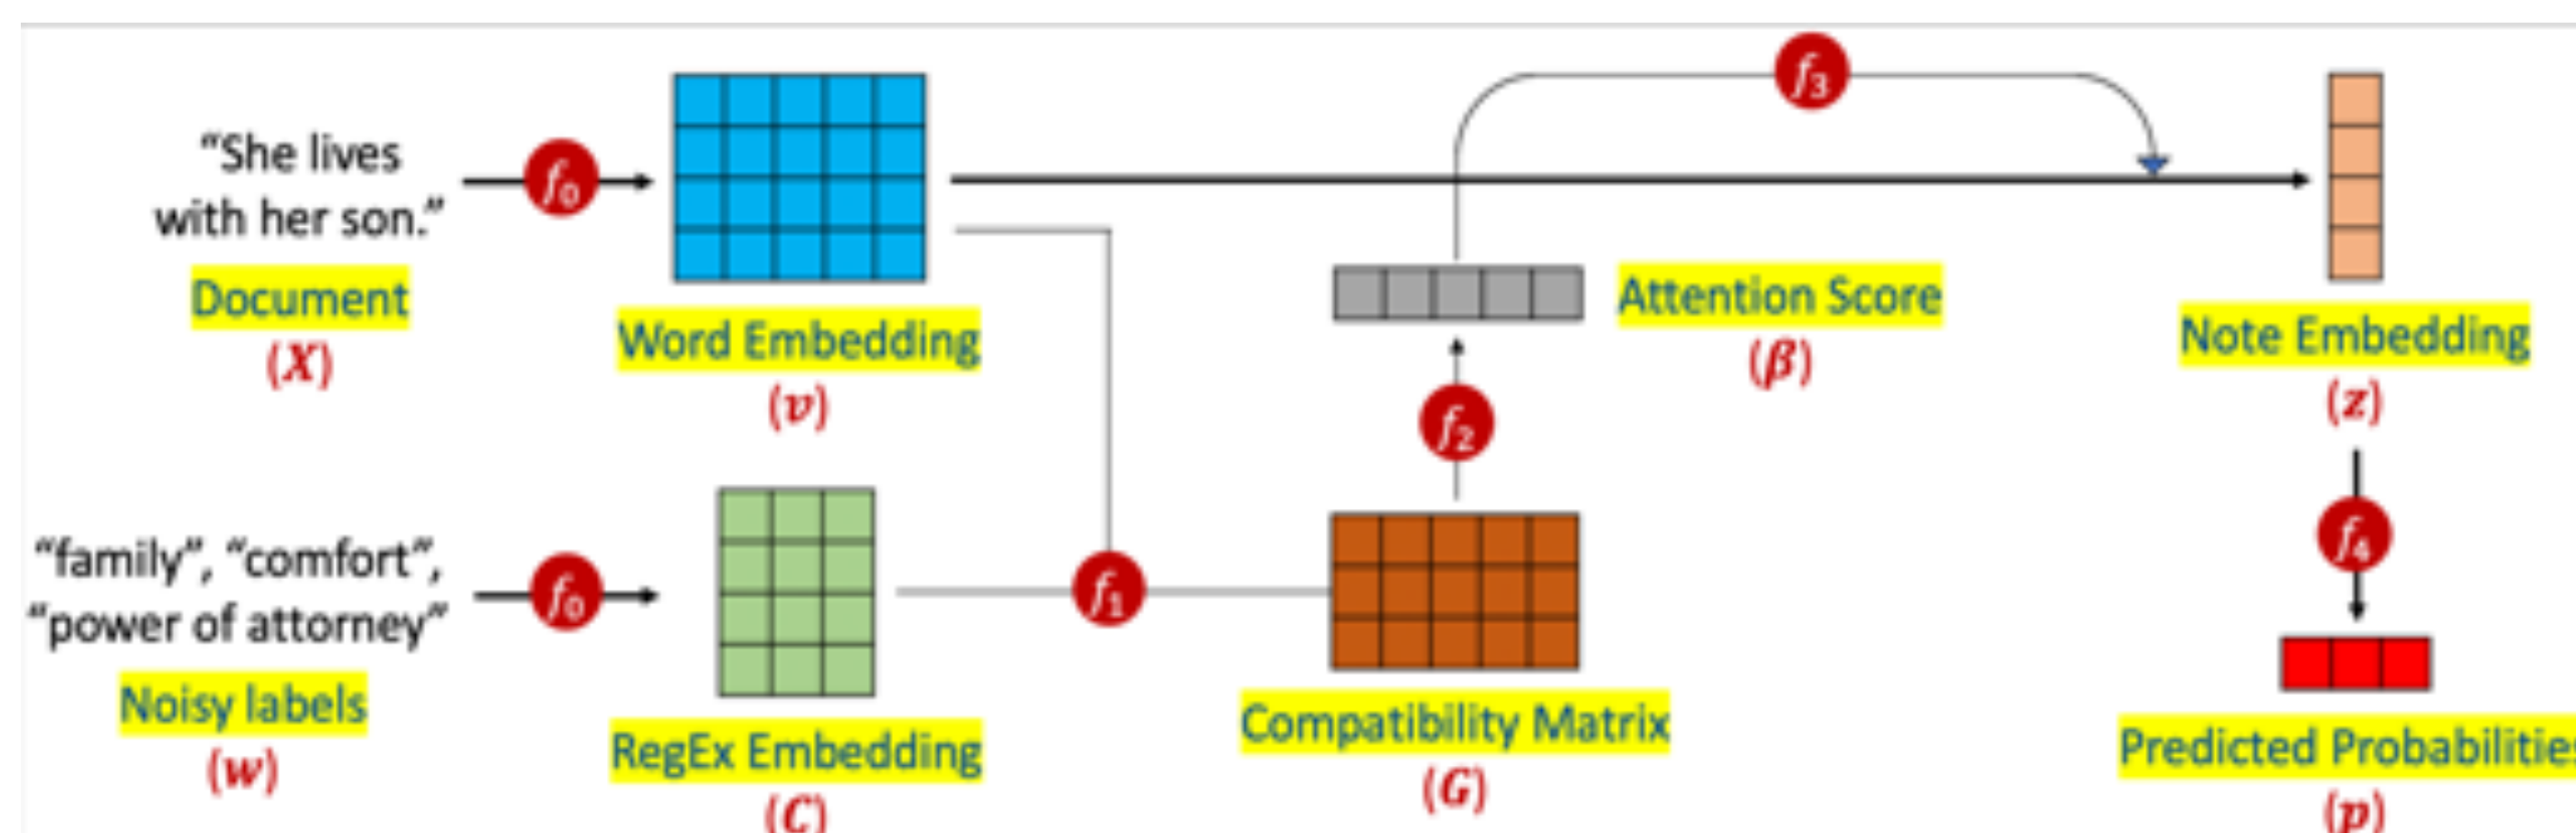 “She lives
with her son.”
Document
(X)
f0
Word Embedding
(v)
f3
Attention Score
(β)
Note Embedding
(z)
“family”, “comfort”,
“power of attorney”
Noisy labels
(w)
f0
RegEx Embedding
(C)
f1
f2
Compatibility Matrix
(G)
f4
Predicted Probabilities
(p)